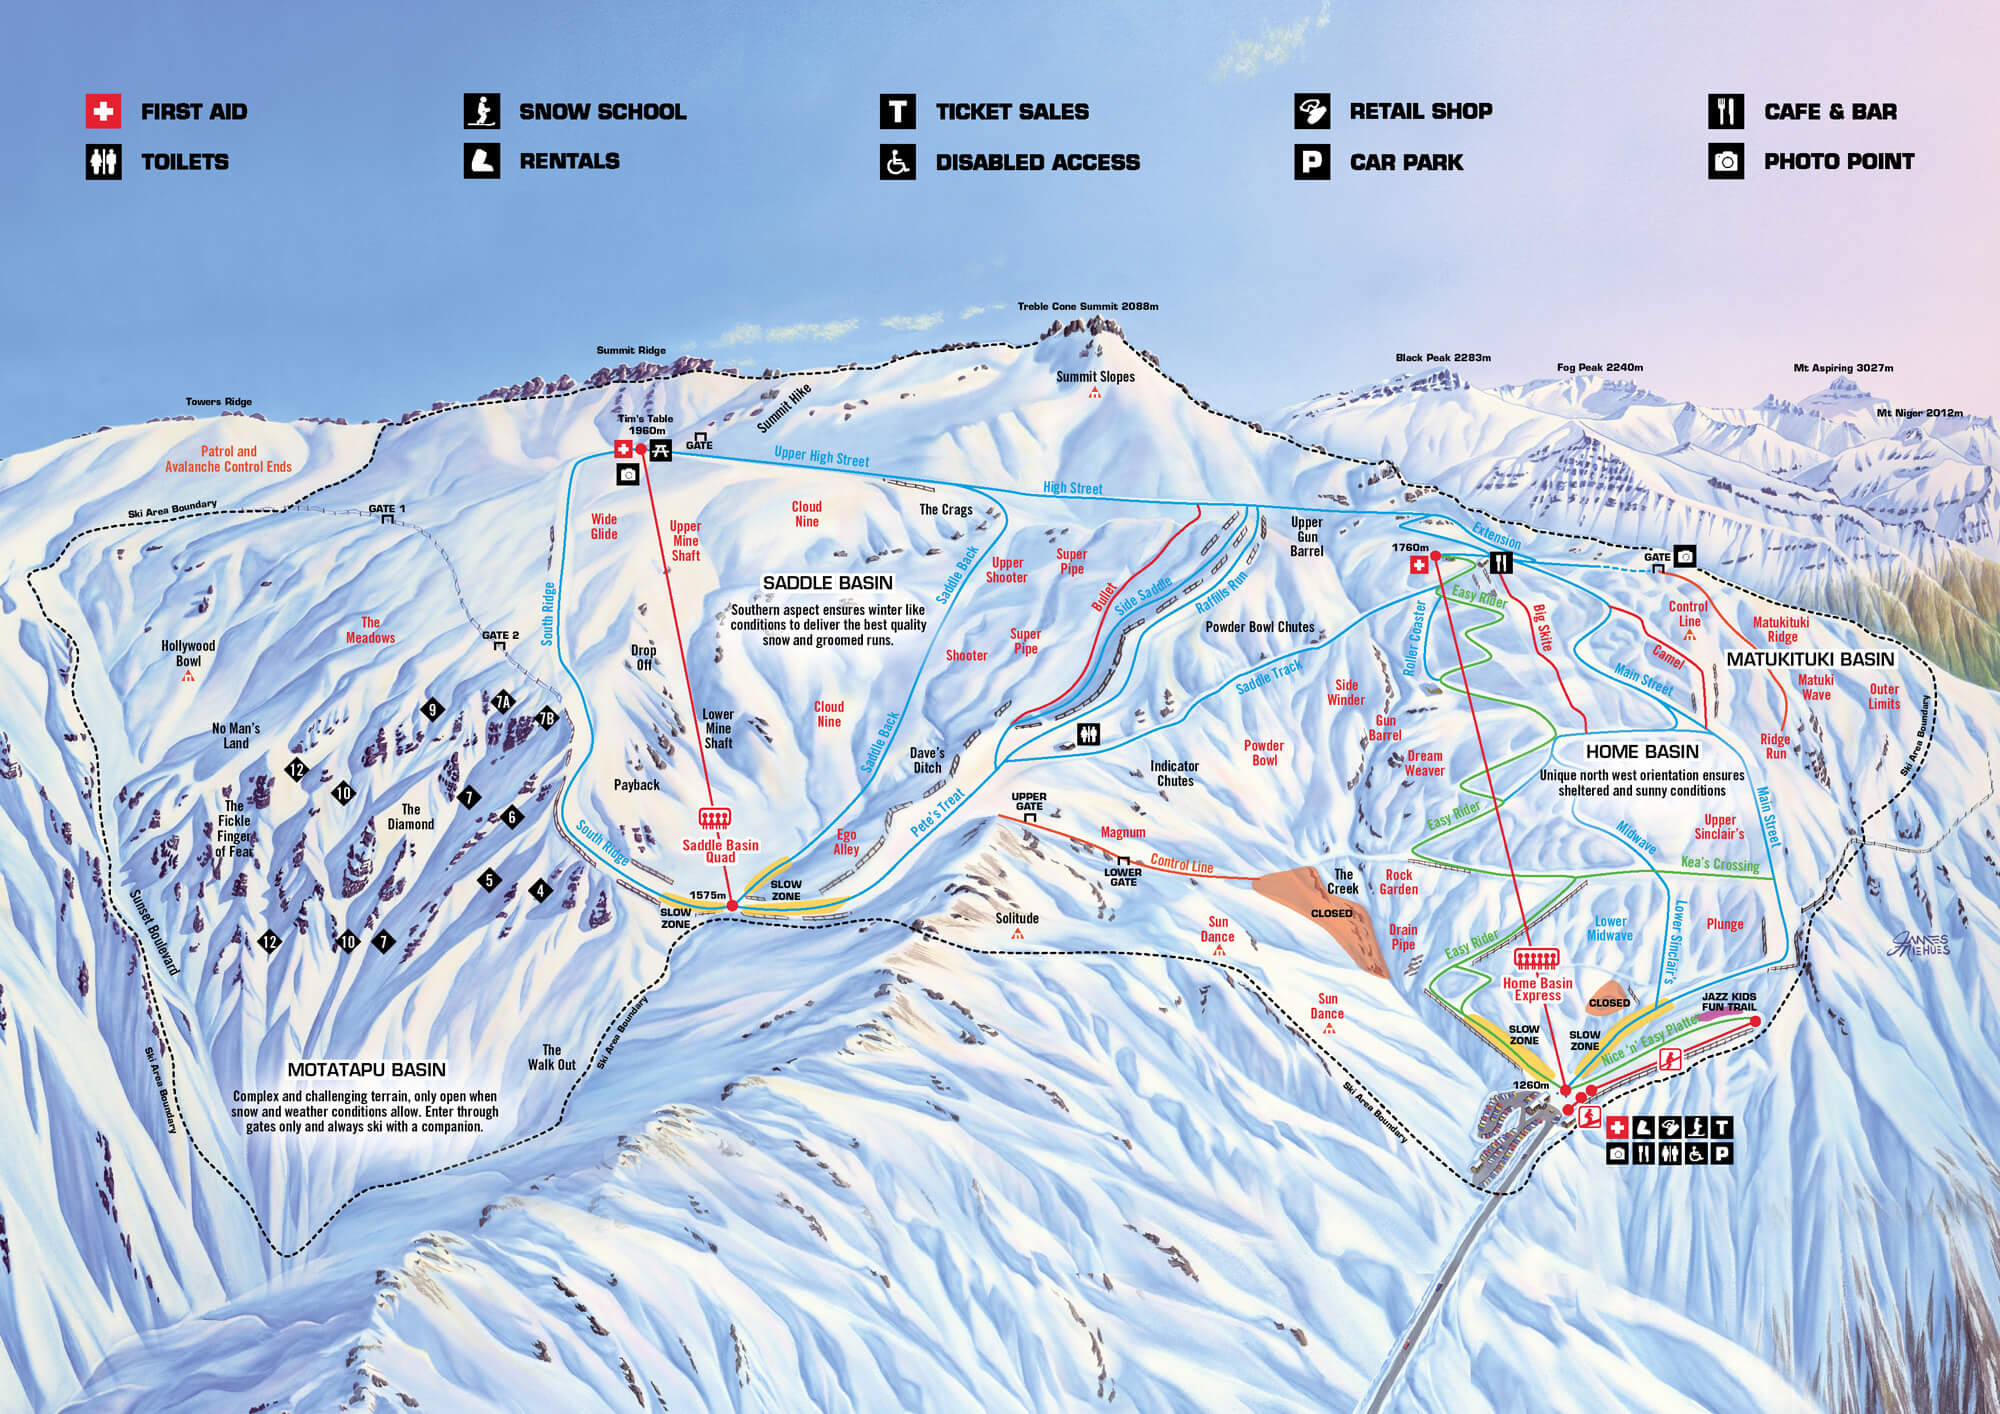 FIRST AID
SNOW SCHOOL
TICKET SALES
RETAIL SHOP
CAFE & BAR
TOILETS
RENTALS
DISABLED ACCESS
CAR PARK
PHOTO POINT
T
P
Treble Cone Summit 2088m
Summit Ridge
Black Peak 2283m
Fog Peak 2240m
Mt Aspiring 3027m
Mt Niger 2012m
Towers Ridge
Tim's Table
1960m
GATE
Summit Hike
Summit Slopes
Patrol and
Avalanche Control Ends
Ski Area Boundary
GATE 1
Upper High Street
High Street
Wide
Glide
Upper
Mine
Shaft
Cloud
Nine
The Crags
Upper
Gun
Barrel
Extension
1760m
GATE
SADDLE BASIN
Southern aspect ensures winter like
conditions to deliver the best quality
snow and groomed runs.
Saddle Back
Upper
Shooter
Super
Pipe
Bullet
Side Saddle
Raffills Run
Easy Rider
Roller Coaster
Big Skite
Control
Line
Matukituki
Ridge
MATUKITUKI BASIN
Camel
Main Street
Matuki
Wave
Outer
Limits
Ski Area Boundary
Ridge
Run
Hollywood
Bowl
The
Meadows
GATE 2
South Ridge
Drop
Off
Shooter
Super
Pipe
Powder Bowl Chutes
Saddle Track
Side
Winder
Gun
Barrel
No Man's
Land
9
7A
7B
Lower
Mine
Shaft
Cloud
Nine
Saddle Back
Dave's
Ditch
Indicator
Chutes
Powder
Bowl
Dream
Weaver
HOME BASIN
Unique north west orientation ensures
sheltered and sunny conditions
12
10
7
6
The
Fickle
Finger
of Fear
The
Diamond
Payback
South Ridge
Saddle Basin
Quad
Ego
Alley
Pete's Treat
UPPER
GATE
Magnum
LOWER
GATE
Control Line
Easy Rider
Midwave
Upper
Sinclair's
Main Street
Kea's Crossing
5
4
1575m
SLOW
ZONE
SLOW
ZONE
Solitude
Sun
Dance
The
Creek
CLOSED
Rock
Garden
Drain
Pipe
Easy Rider
Lower
Midwave
Lower Sinclair's
Plunge
12
10
7
Sunset Boulevard
Home Basin
Express
CLOSED
JAZZ KIDS
FUN TRAIL
JAMES
NIEHUES
Sun
Dance
SLOW
ZONE
SLOW
ZONE
Nice 'n' Easy Platter
Ski Area Boundary
The
Walk Out
Ski Area Boundary
MOTATAPU BASIN
Complex and challenging terrain, only open when
snow and weather conditions allow. Enter through
gates only and always ski with a companion.
Ski Area Boundary
1260m
T
P